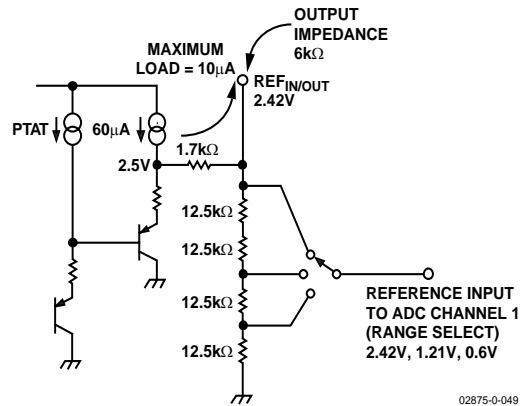 OUTPUT
IMPEDANCE
6kΩ
MAXIMUM
LOAD = 10μA
REFIN/OUT
2.42V
PTAT
60μA
1.7kΩ
2.5V
12.5kΩ
12.5kΩ
12.5kΩ
12.5kΩ
REFERENCE INPUT
TO ADC CHANNEL 1
(RANGE SELECT)
2.42V, 1.21V, 0.6V
02875-0-049